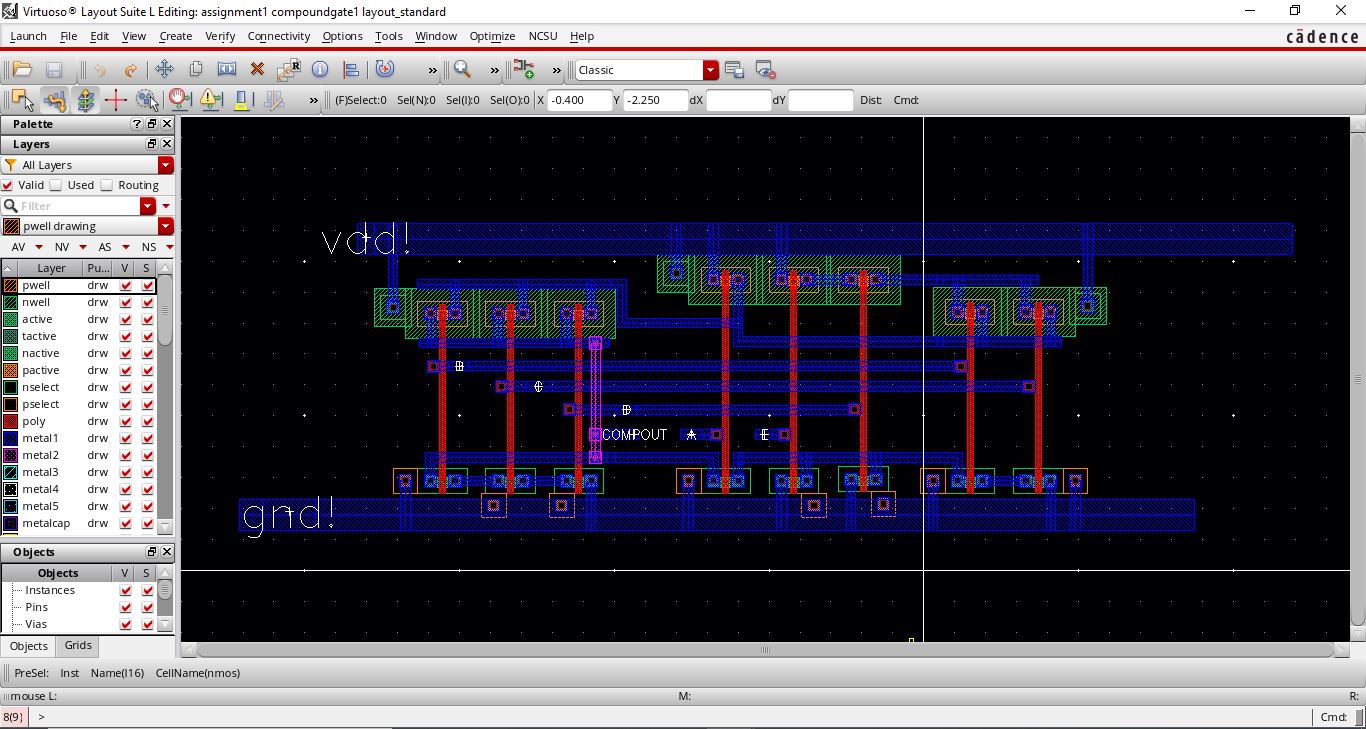 Virtuoso® Layout Suite L Editing: assignment1 compoundgate1 layout_standard
Launch File Edit View Create Verify Connectivity Options Tools Window Optimize NCSU Help
cādence
» » » Classic
» (F)Select:0 Sel(N):0 Sel(I):0 Sel(O):0 X -0.400 Y -2.250 dX dY Dist: Cmd:
Palette
Layers
All Layers
Valid Used Routing
Filter
pwell drawing
AV NV AS NS
Layer Pu... V S
pwell drw
nwell drw
active drw
tactive drw
nactive drw
pactive drw
nselect drw
pselect drw
poly drw
metal1 drw
metal2 drw
metal3 drw
metal4 drw
metal5 drw
metalcap drw
Objects
Objects V S
Instances
Pins
Vias
Objects Grids
vdd!
B
C
D
COMPOUT A E
gnd!
PreSel: Inst Name(I16) CellName(nmos)
mouse L: M: R:
8(9) > Cmd: